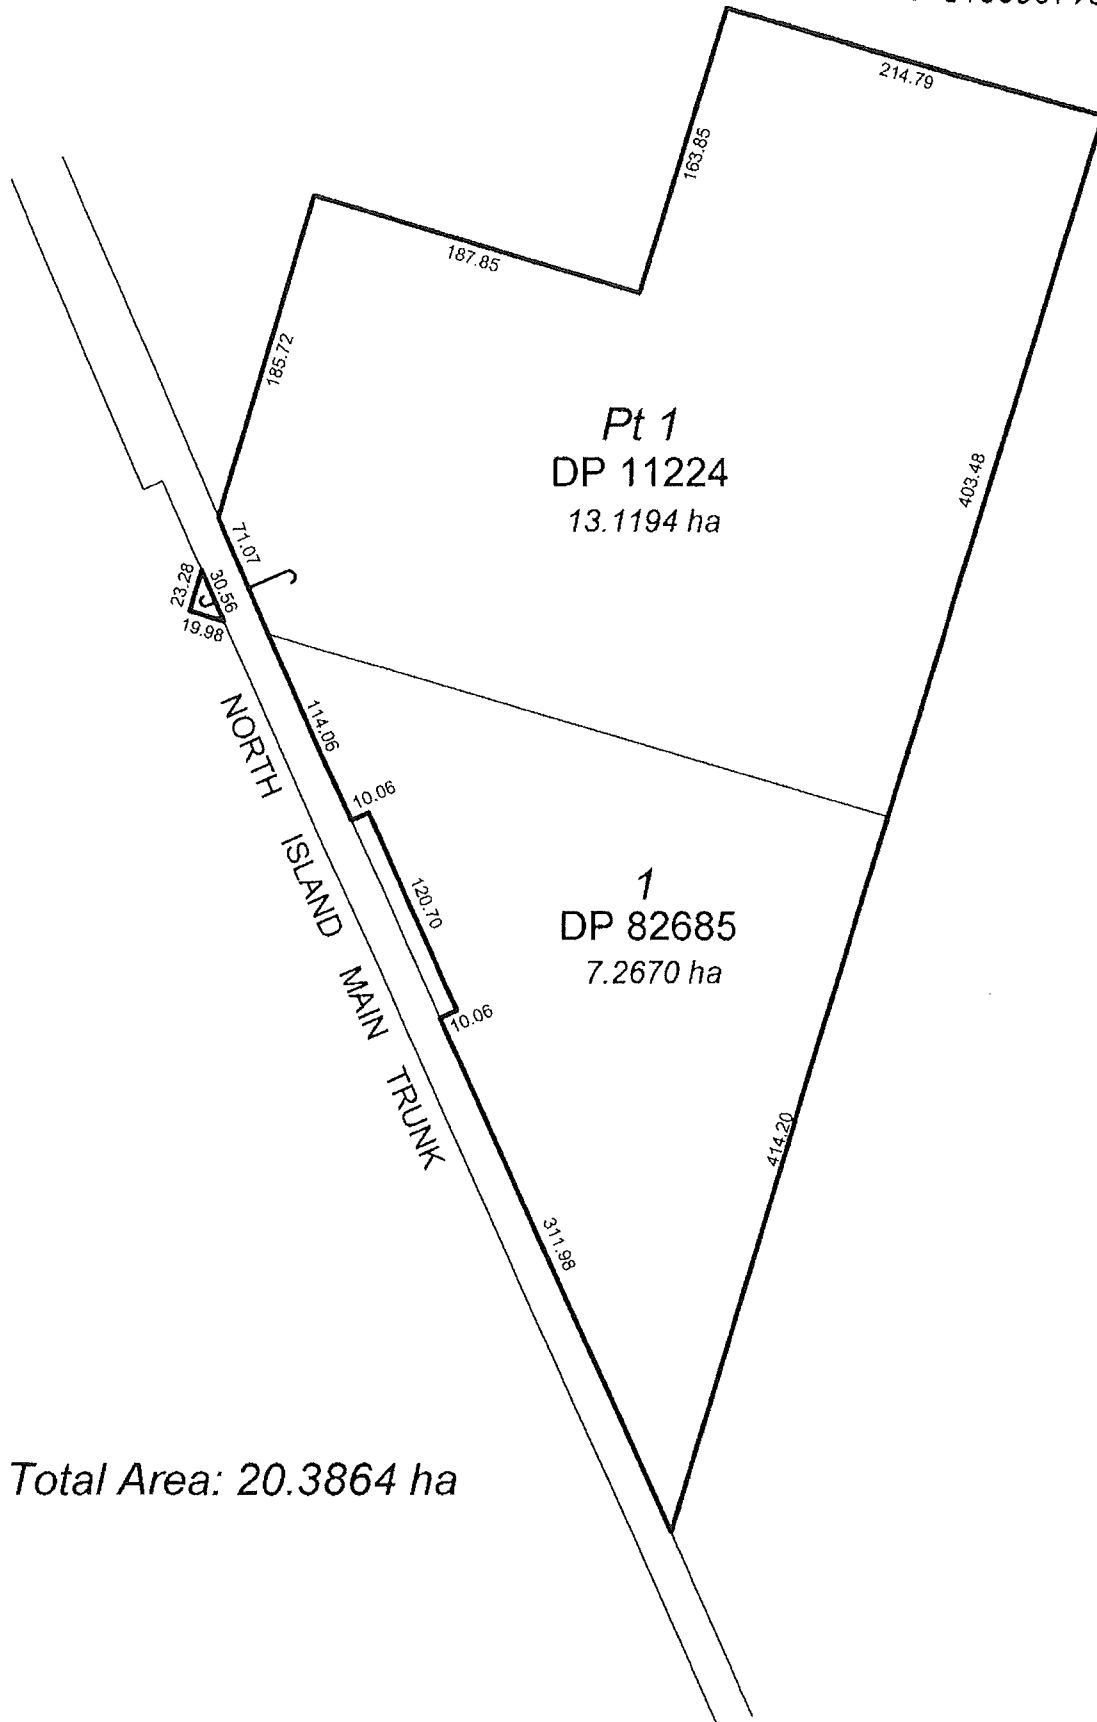 214.79
163.85
187.85
185.72
Pt 1
DP 11224
13.1194 ha
403.48
71.07
30.56
23.28
19.98
114.06
10.06
120.70
10.06
NORTH ISLAND MAIN TRUNK
1
DP 82685
7.2670 ha
414.20
311.98
Total Area: 20.3864 ha